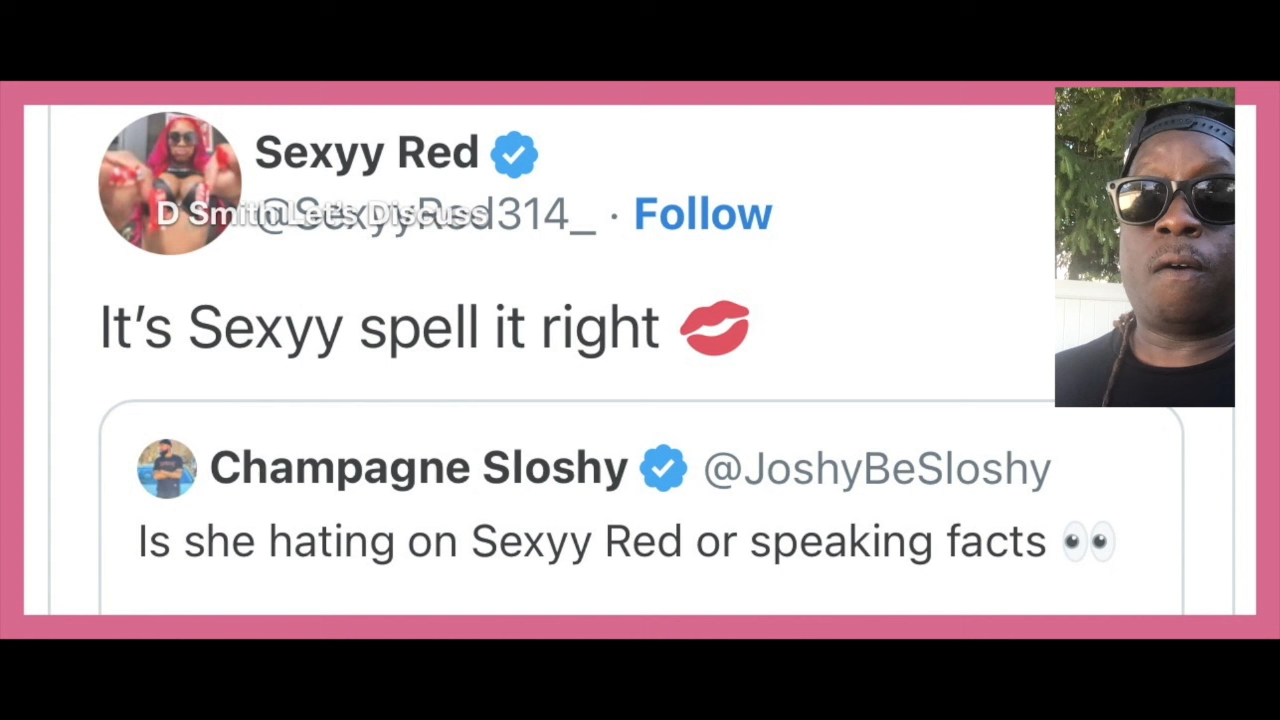 Sexyy Red
@SexyyRed314_ · Follow
D Smith Let's Discuss
It’s Sexyy spell it right 💋
Champagne Sloshy @JoshyBeSloshy
Is she hating on Sexyy Red or speaking facts 👀